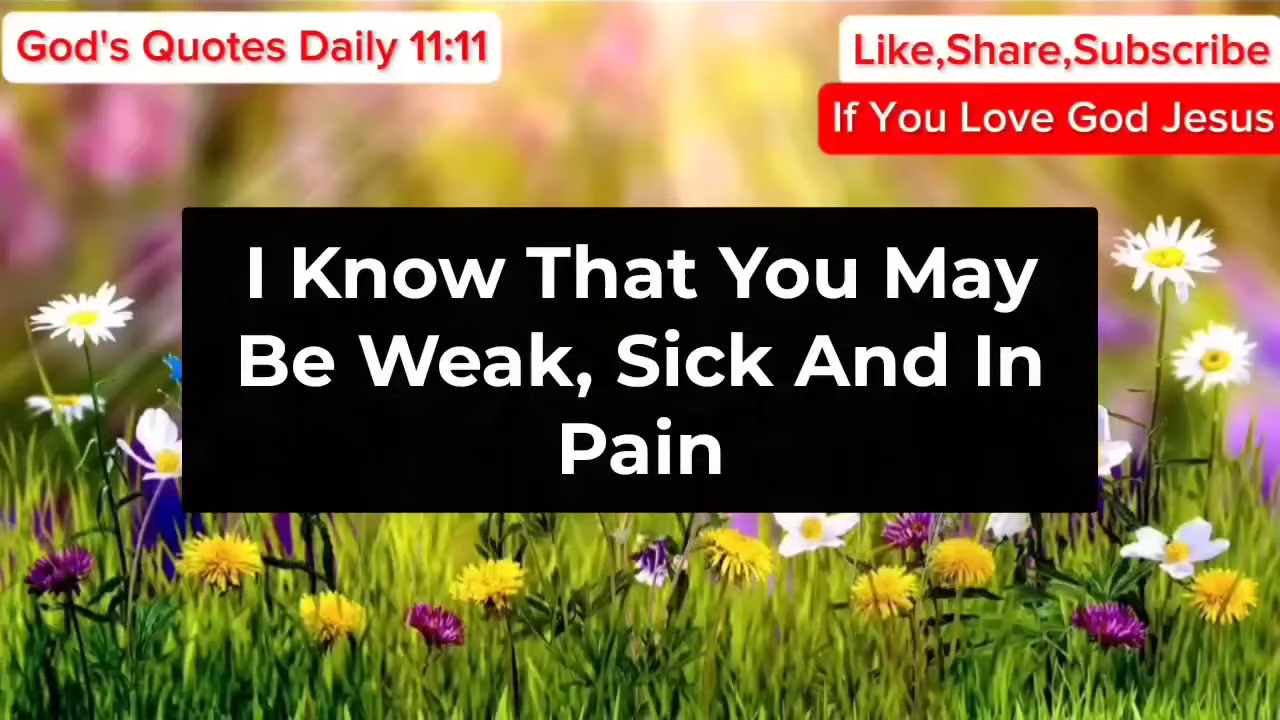 God's Quotes Daily 11:11
Like,Share,Subscribe
If You Love God Jesus
I Know That You May
Be Weak, Sick And In
Pain